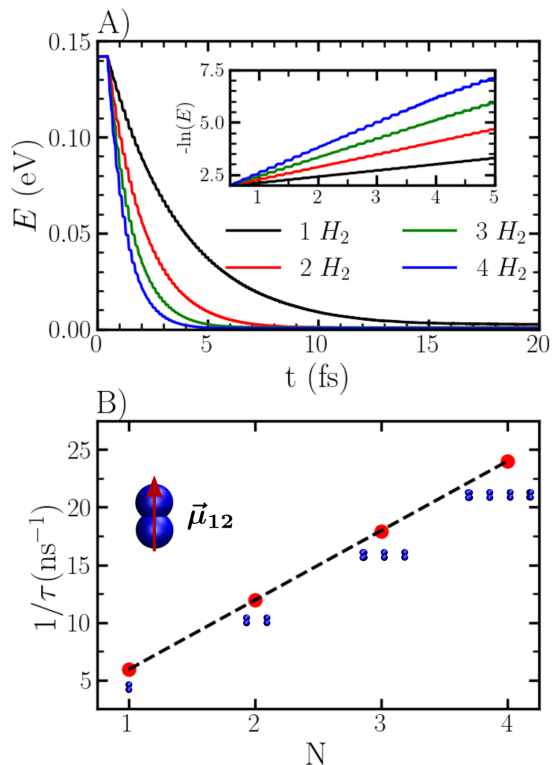 A)
E (eV)
0.15
0.10
0.05
0.00
-ln(E)
7.5
5.0
2.5
1 2 3 4 5
1 H₂ 3 H₂
2 H₂ 4 H₂
0 5 10 15 20
t (fs)
B)
1/τ(ns⁻¹)
25
20
15
10
5
μ⃗₁₂
1 2 3 4
N